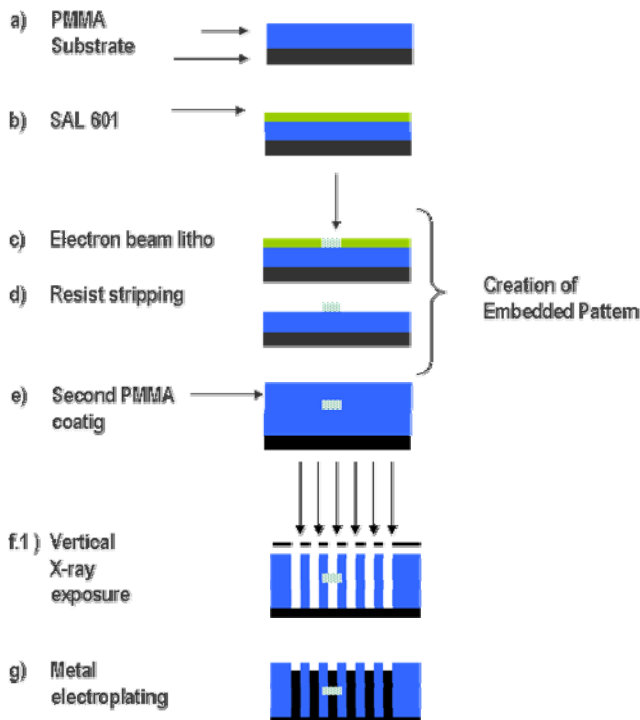 a) PMMA
Substrate
b) SAL 601
c) Electron beam litho
d) Resist stripping
Creation of
Embedded Pattern
e) Second PMMA
coatig
f.1 ) Vertical
X-ray
exposure
g) Metal
electroplating